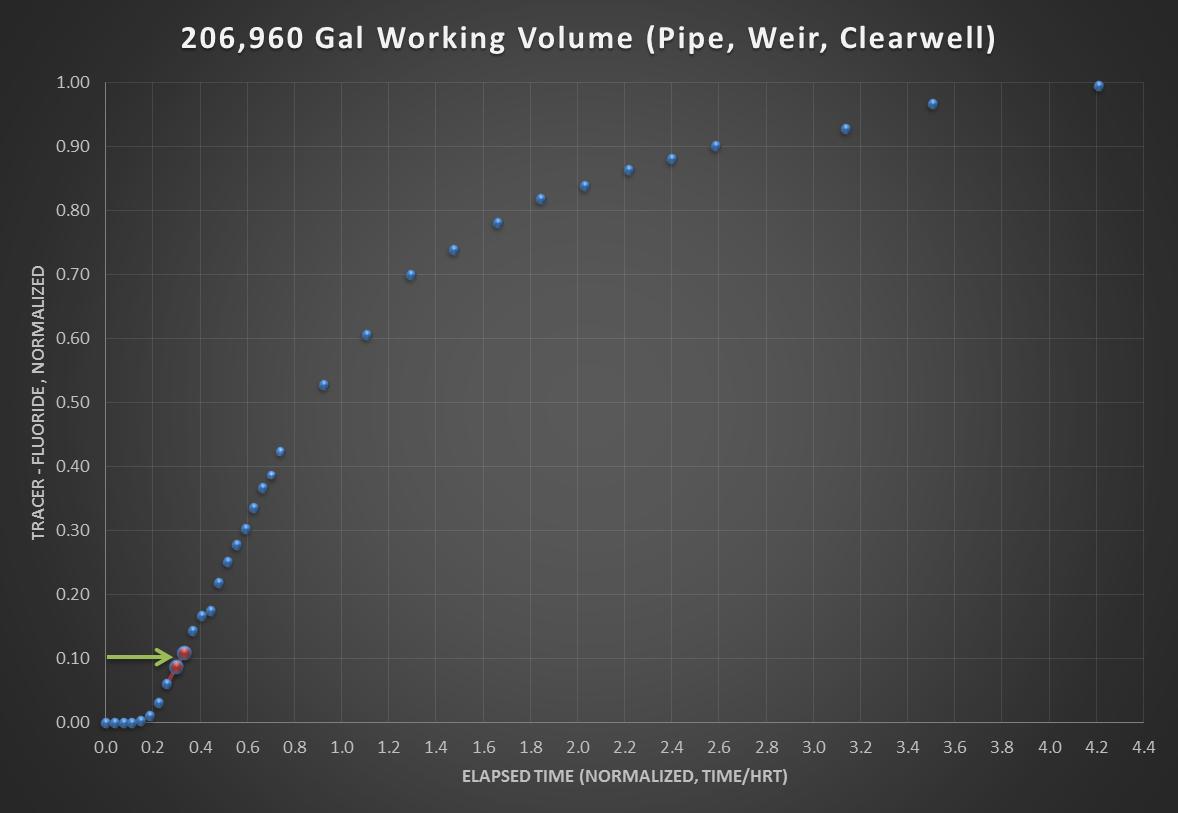 206,960 Gal Working Volume (Pipe, Weir, Clearwell)
1.00
0.90
0.80
0.70
0.60
0.50
0.40
0.30
0.20
0.10
0.00
TRACER - FLUORIDE, NORMALIZED
0.0 0.2 0.4 0.6 0.8 1.0 1.2 1.4 1.6 1.8 2.0 2.2 2.4 2.6 2.8 3.0 3.2 3.4 3.6 3.8 4.0 4.2 4.4
ELAPSED TIME (NORMALIZED, TIME/HRT)